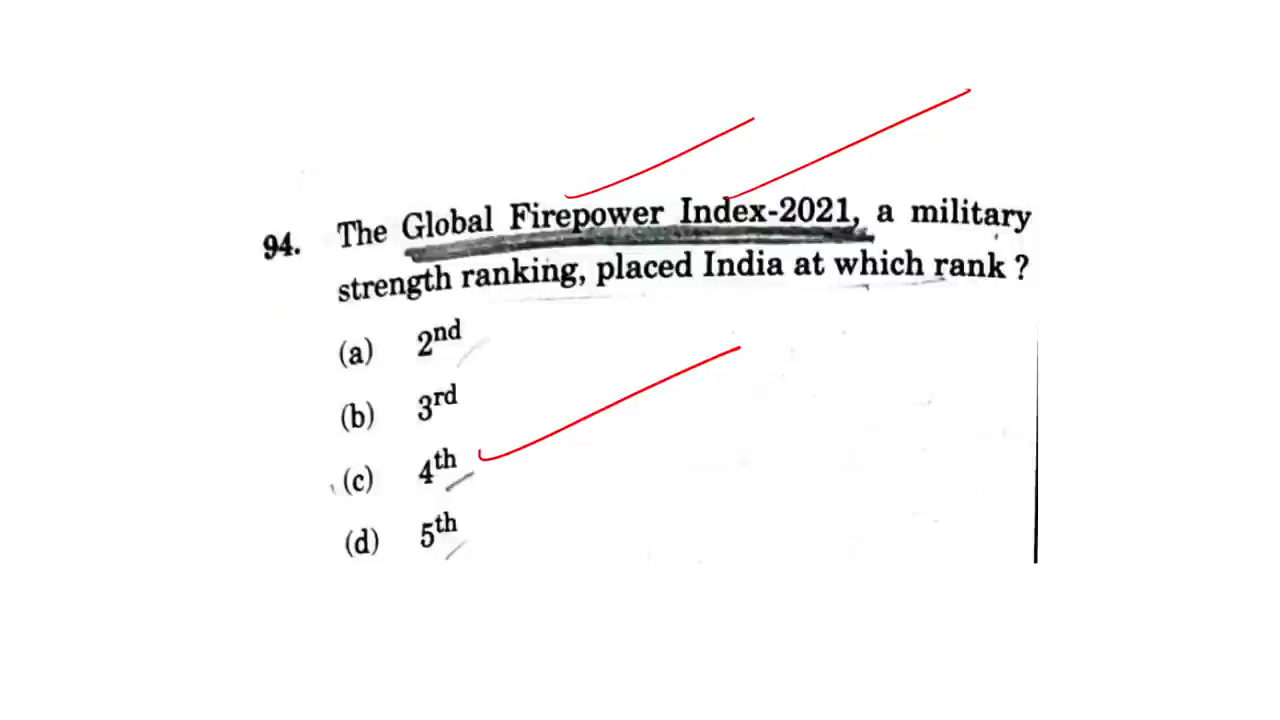 94. The Global Firepower Index-2021, a military
strength ranking, placed India at which rank ?
(a) 2nd
(b) 3rd
(c) 4th
(d) 5th